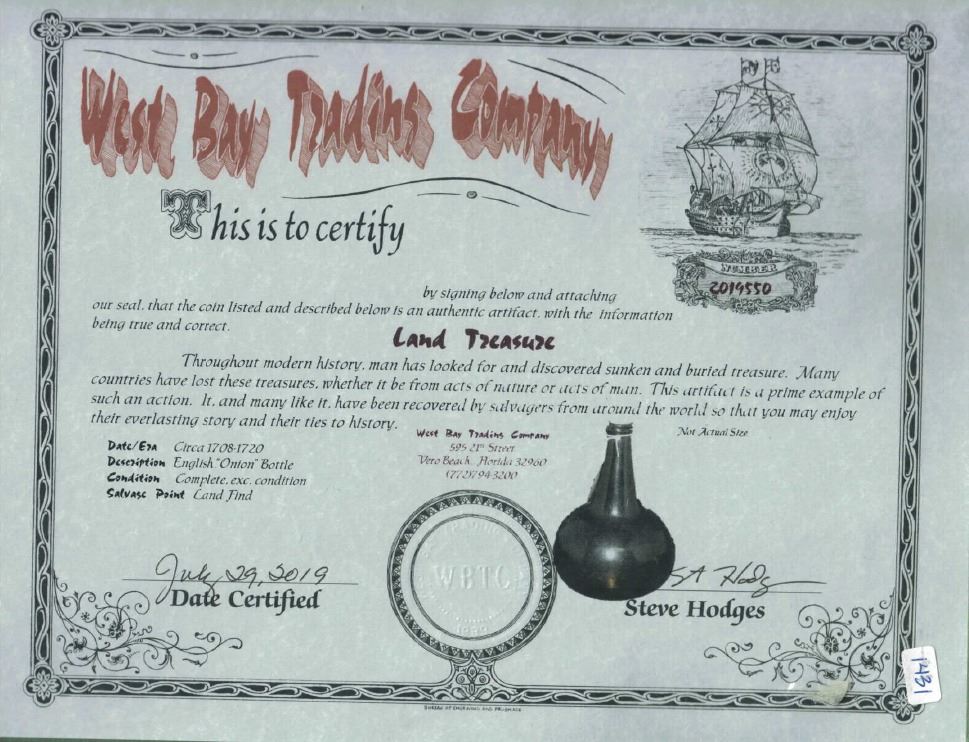 West Bay Trading Company
This is to certify
NUMBER
2019550
by signing below and attaching
our seal, that the coin listed and described below is an authentic artifact, with the information
being true and correct.
Land Treasure
Throughout modern history, man has looked for and discovered sunken and buried treasure. Many
countries have lost these treasures, whether it be from acts of nature or acts of man. This artifact is a prime example of
such an action. It, and many like it, have been recovered by salvagers from around the world so that you may enjoy
their everlasting story and their ties to history.
Not Actual Size
West Bay Trading Company
595 21st Street
Vero Beach, Florida 32960
(772)794-3200
Date/Era Circa 1708-1720
Description English "Onion" Bottle
Condition Complete, exc. condition
Salvage Point Land Find
WBTC
July 29, 2019
Date Certified
SA Hodges
Steve Hodges
1431